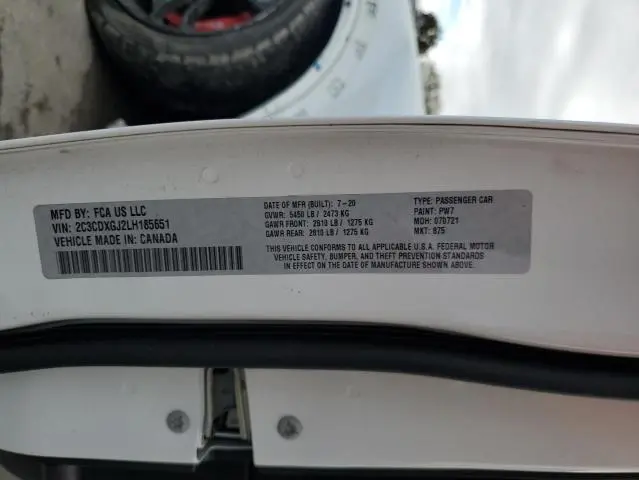 MFD BY: FCA US LLC
VIN: 2C3CDXGJ2LH185651
VEHICLE MADE IN: CANADA
DATE OF MFR (BUILT): 7-20
GVWR: 5450 LB / 2473 KG
GAWR FRONT: 2810 LB / 1275 KG
GAWR REAR: 2810 LB / 1275 KG
THIS VEHICLE CONFORMS TO ALL APPLICABLE U.S.A. FEDERAL MOTOR
VEHICLE SAFETY, BUMPER, AND THEFT PREVENTION STANDARDS
IN EFFECT ON THE DATE OF MANUFACTURE SHOWN ABOVE.
TYPE: PASSENGER CAR
PAINT: PW7
MDH: 070721
MKT: 875